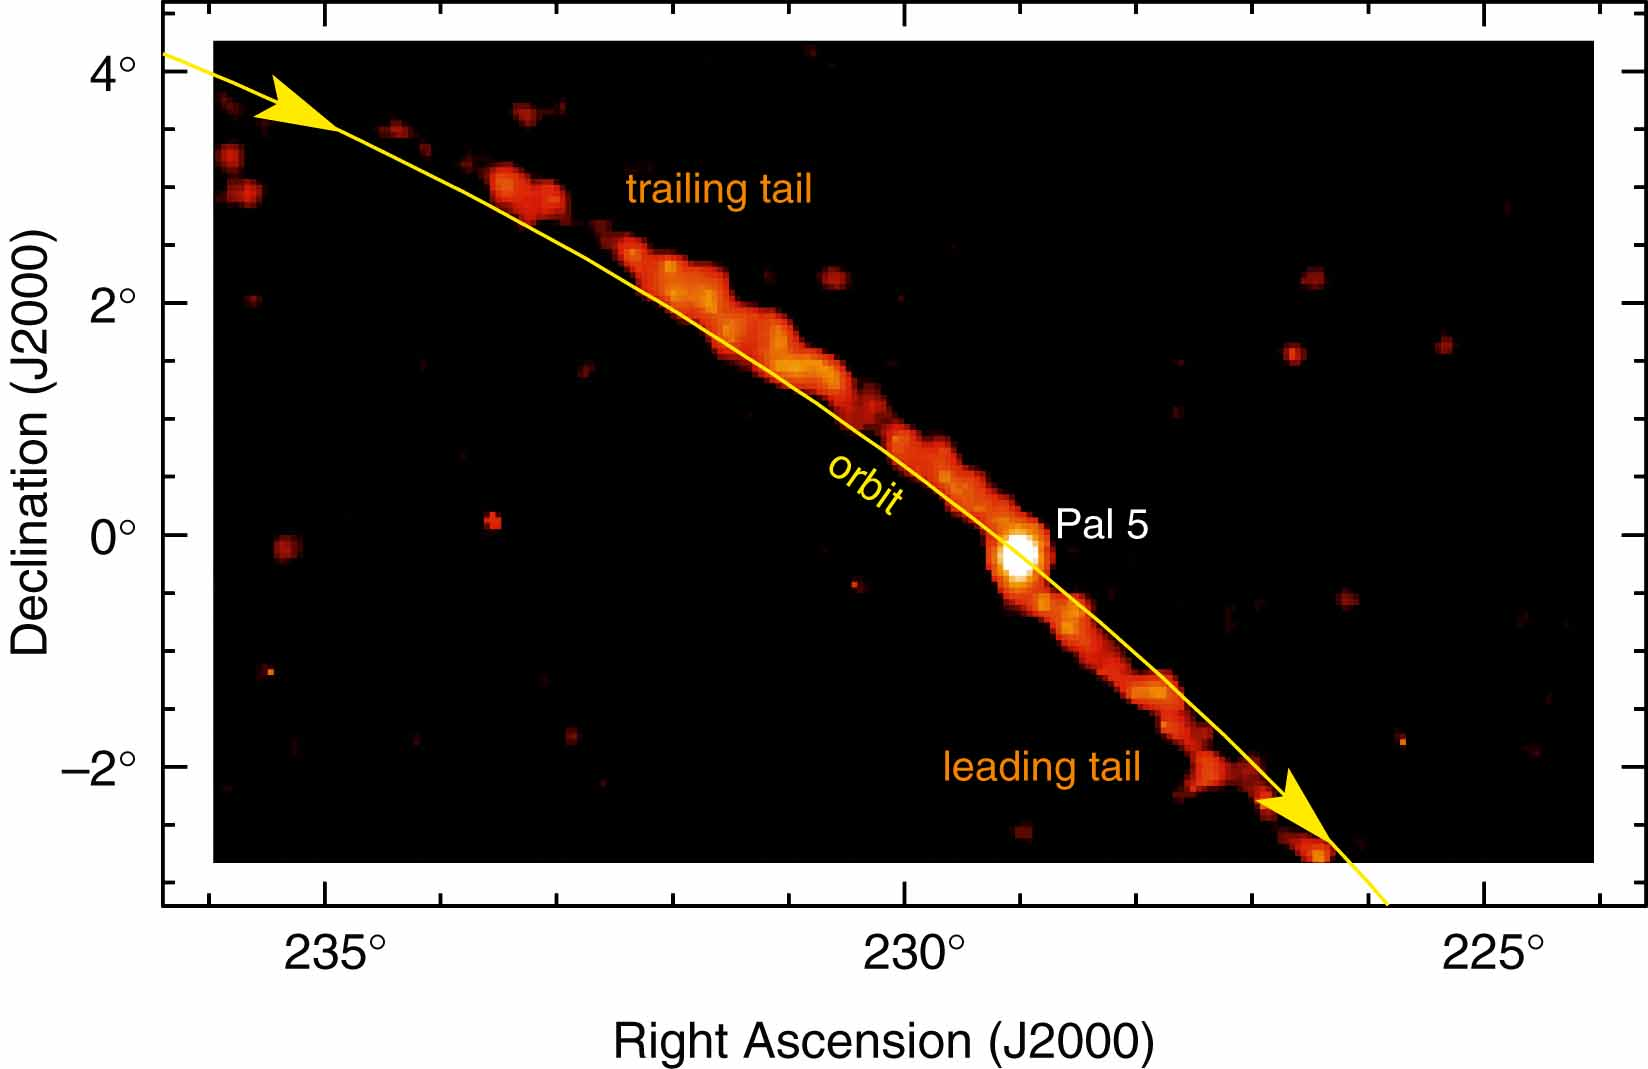 4°
trailing tail
2°
orbit
Pal 5
0°
leading tail
−2°
Declination (J2000)
235°
230°
225°
Right Ascension (J2000)